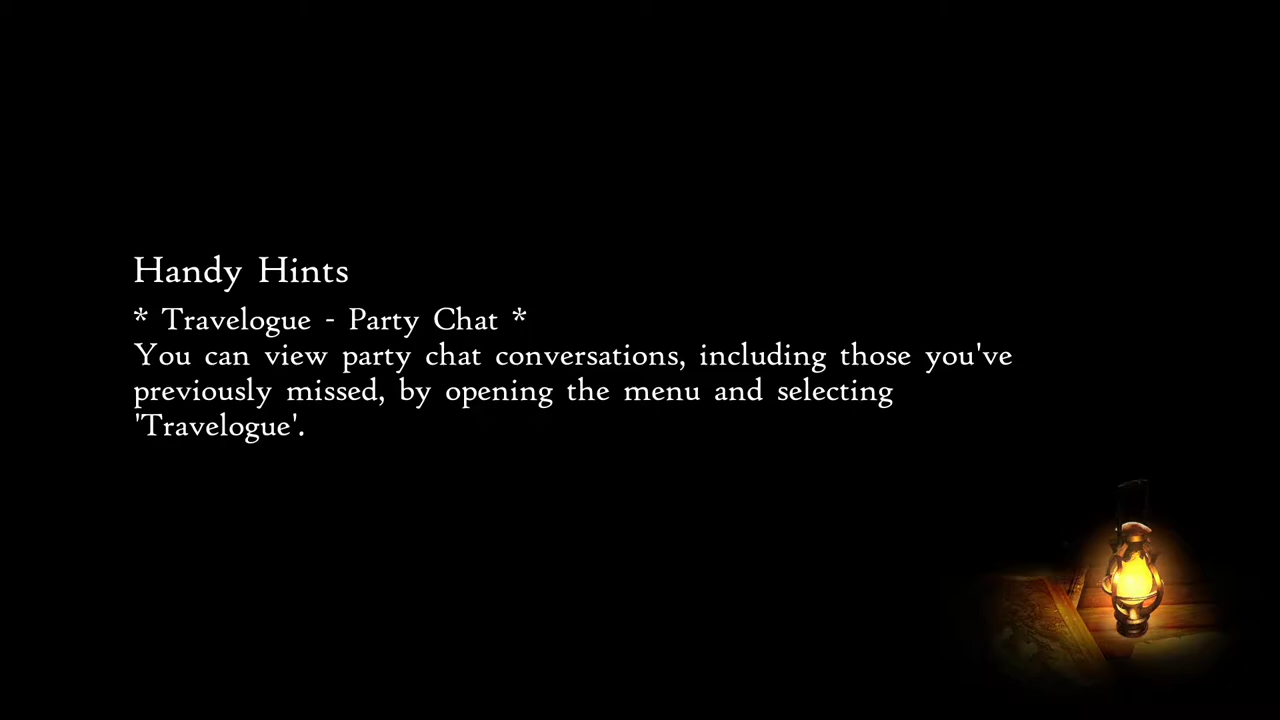 Handy Hints
* Travelogue - Party Chat *
You can view party chat conversations, including those you've
previously missed, by opening the menu and selecting
'Travelogue'.